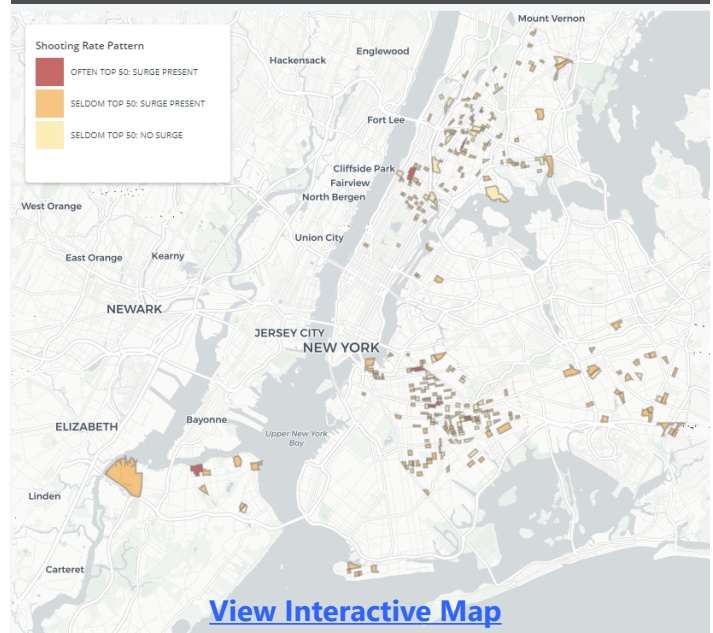 Mount Vernon
Shooting Rate Pattern
OFTEN TOP 50: SURGE PRESENT
SELDOM TOP 50: SURGE PRESENT
SELDOM TOP 50: NO SURGE
Englewood
Hackensack
Fort Lee
Cliffside Park
Fairview
North Bergen
West Orange
Union City
East Orange
Kearny
NEWARK
JERSEY CITY
NEW YORK
Bayonne
ELIZABETH
Upper New York
Bay
Linden
Carteret
View Interactive Map